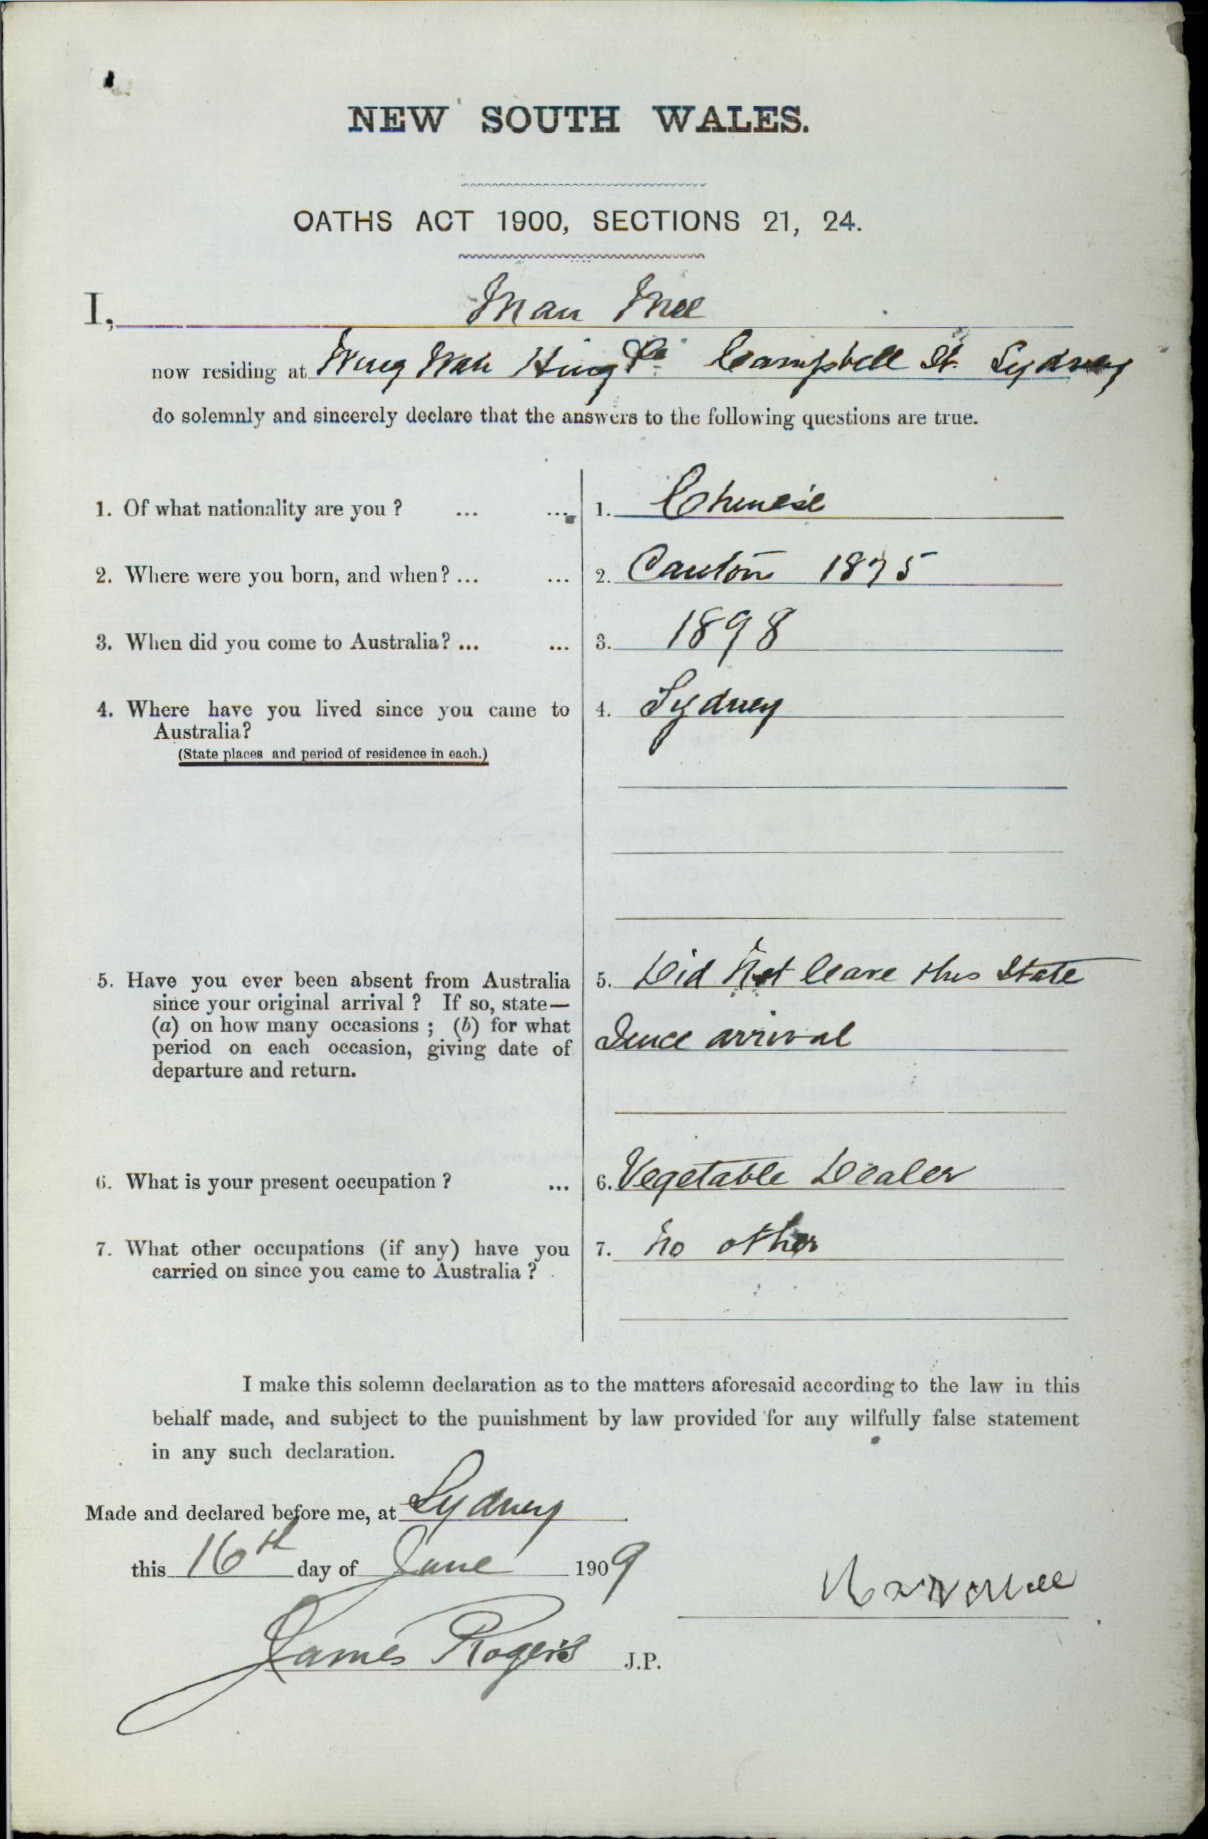 NEW SOUTH WALES.
OATHS ACT 1900, SECTIONS 21, 24.
I, Man Mee
now residing at Wing Wah Hing Co Campbell St. Sydney
do solemnly and sincerely declare that the answers to the following questions are true.
1. Of what nationality are you ? ... ... 1. Chinese
2. Where were you born, and when? ... ... 2. Canton 1875
3. When did you come to Australia? ... ... 3. 1898
4. Where have you lived since you came to 4. Sydney
Australia?
(State places and period of residence in each.)
5. Have you ever been absent from Australia 5. Did Not leave this State
since your original arrival ? If so, state—
(a) on how many occasions ; (b) for what Since arrival
period on each occasion, giving date of
departure and return.
6. What is your present occupation ? ... 6. Vegetable Dealer
7. What other occupations (if any) have you 7. No other
carried on since you came to Australia ?
I make this solemn declaration as to the matters aforesaid according to the law in this
behalf made, and subject to the punishment by law provided for any wilfully false statement
in any such declaration.
Made and declared before me, at Sydney
this 16th day of June 1909
James Rogers J.P.